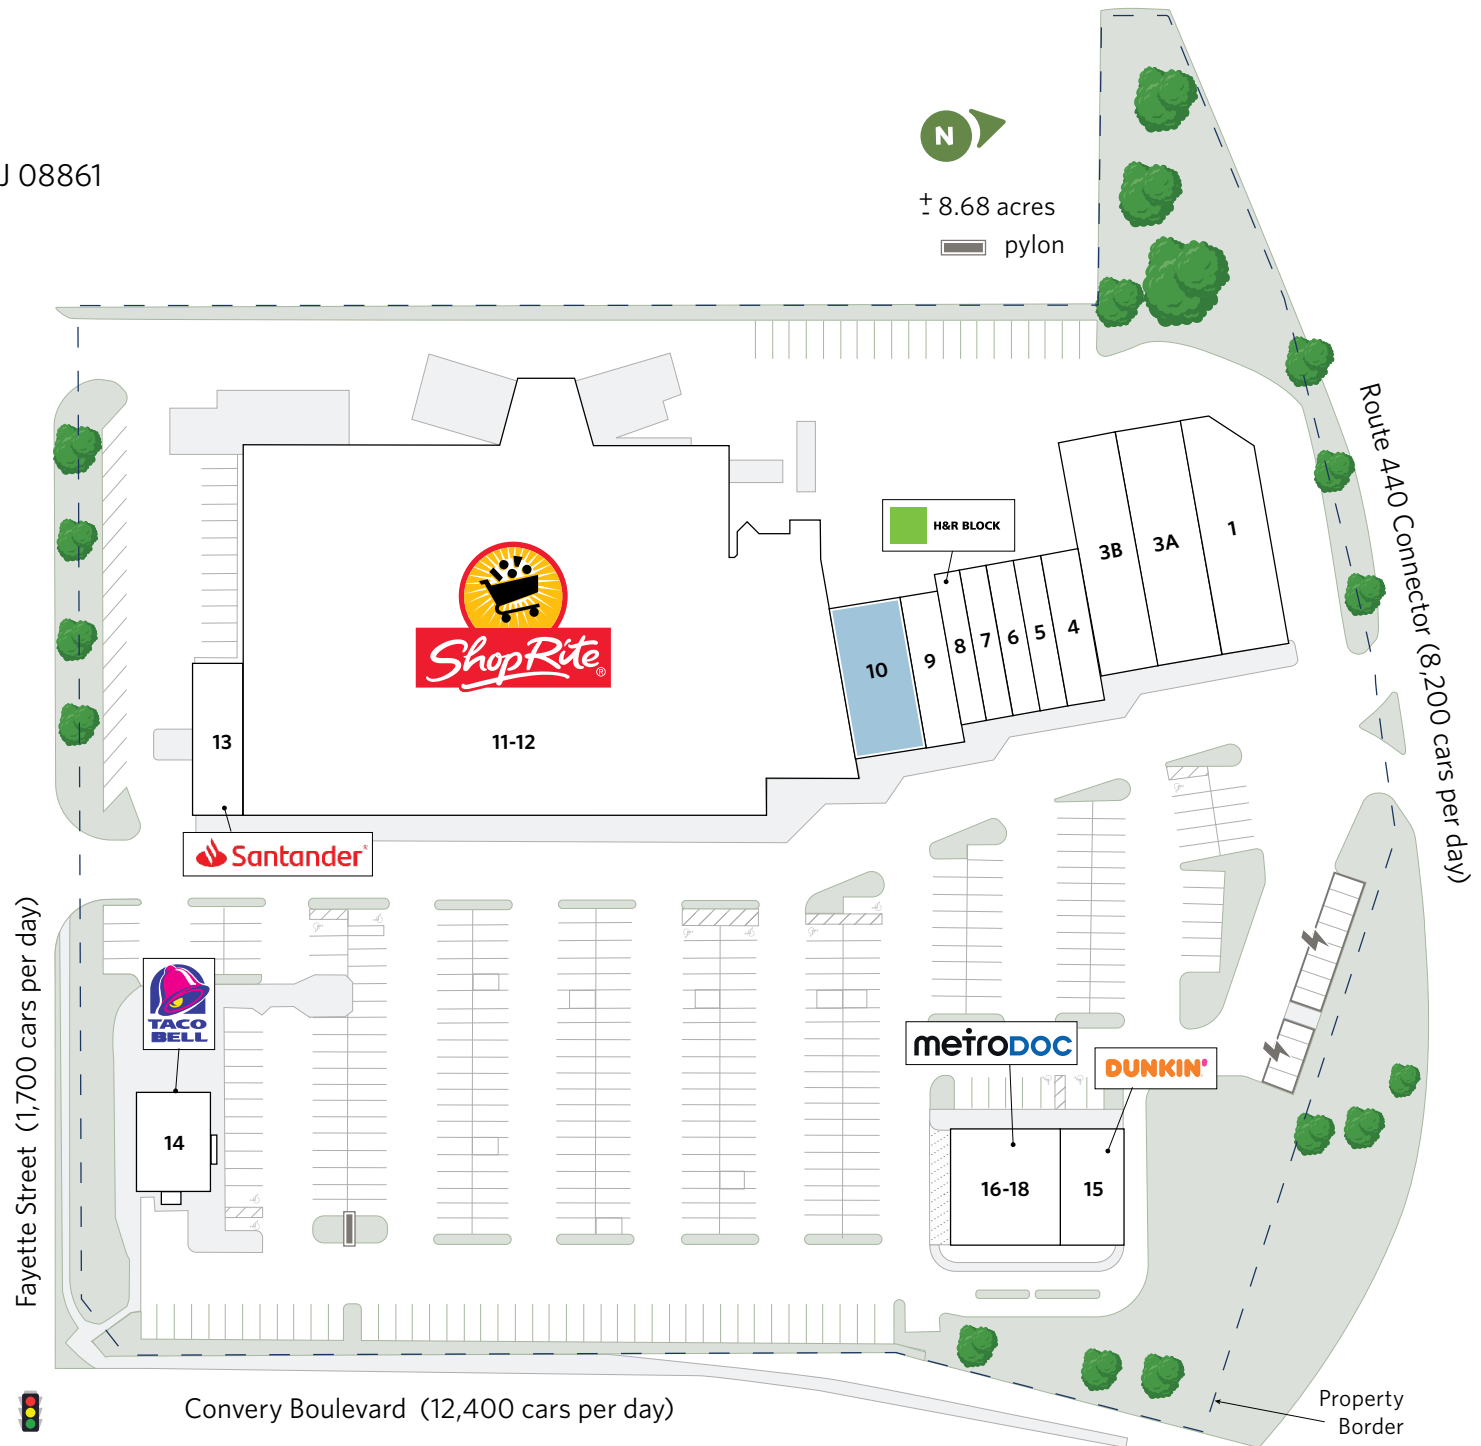 J 08861
N
± 8.68 acres
pylon
Route 440 Connector (8,200 cars per day)
H&R BLOCK
1
3A
3B
4
5
6
7
8
9
10
ShopRite®
11-12
13
Santander®
Fayette Street (1,700 cars per day)
TACO
BELL
14
metroDOC
DUNKIN'
16-18
15
Convery Boulevard (12,400 cars per day)
Property
Border